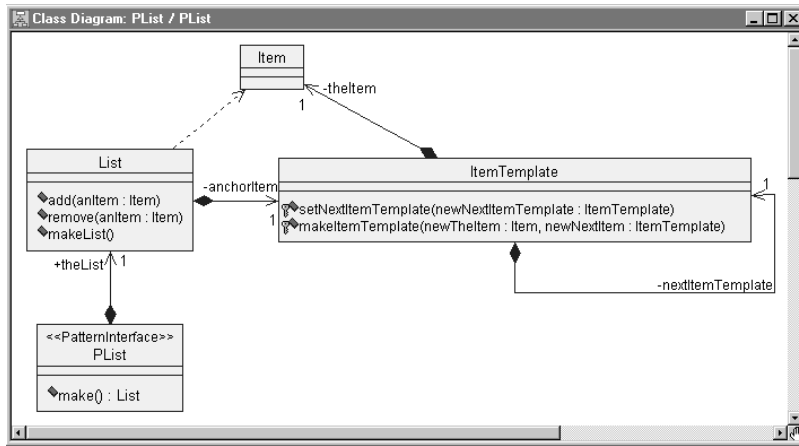 Class Diagram: PList / PList
Item
-theItem
1
List
add(anItem : Item)
remove(anItem : Item)
makeList()
-anchorItem
1
ItemTemplate
setNextItemTemplate(newNextItemTemplate : ItemTemplate)
makeItemTemplate(newTheItem : Item, newNextItem : ItemTemplate)
1
-nextItemTemplate
+theList
1
<<PatternInterface>>
PList
make() : List